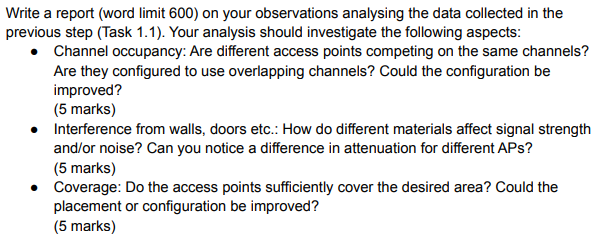 Write a report (word limit 600) on your observations analysing the data collected in the
previous step (Task 1.1). Your analysis should investigate the following aspects:
● Channel occupancy: Are different access points competing on the same channels?
Are they configured to use overlapping channels? Could the configuration be
improved?
(5 marks)
● Interference from walls, doors etc.: How do different materials affect signal strength
and/or noise? Can you notice a difference in attenuation for different APs?
(5 marks)
● Coverage: Do the access points sufficiently cover the desired area? Could the
placement or configuration be improved?
(5 marks)